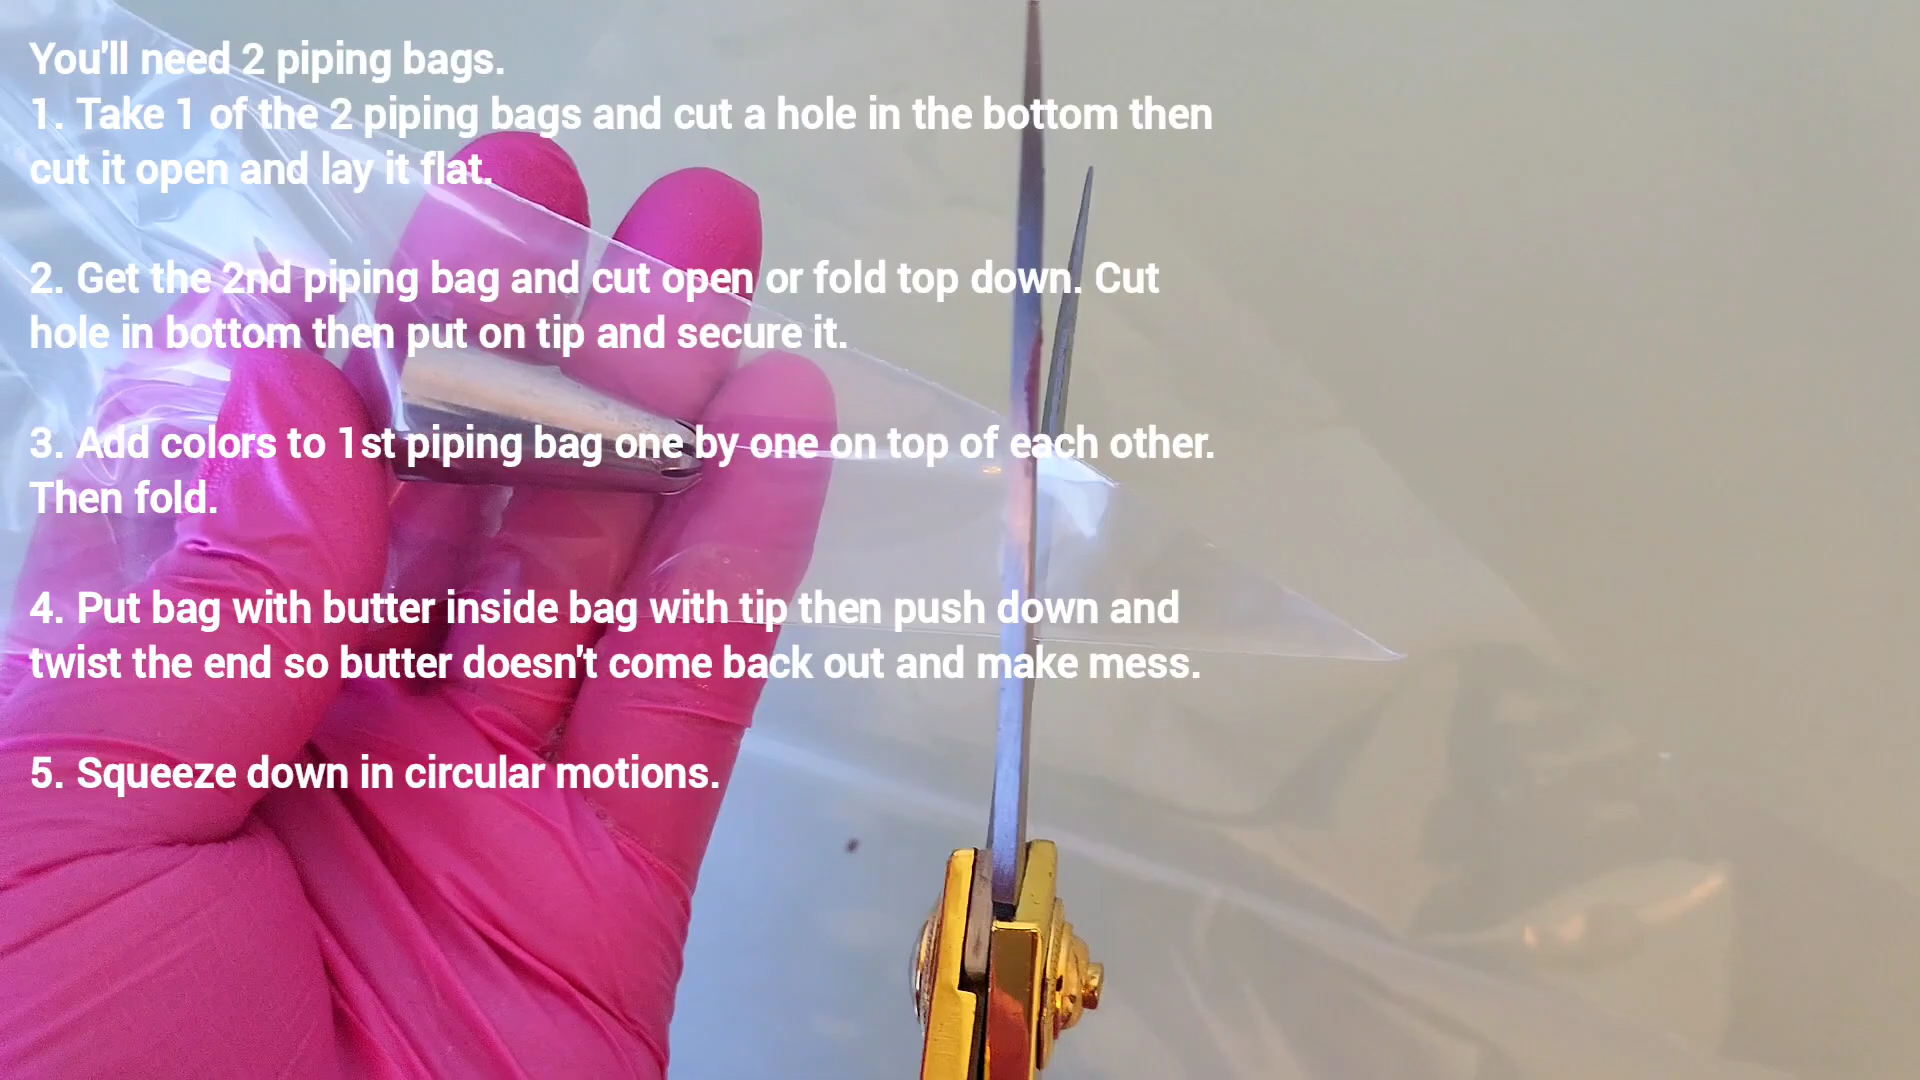 You'll need 2 piping bags.
1. Take 1 of the 2 piping bags and cut a hole in the bottom then
cut it open and lay it flat.
2. Get the 2nd piping bag and cut open or fold top down. Cut
hole in bottom then put on tip and secure it.
3. Add colors to 1st piping bag one by one on top of each other.
Then fold.
4. Put bag with butter inside bag with tip then push down and
twist the end so butter doesn't come back out and make mess.
5. Squeeze down in circular motions.